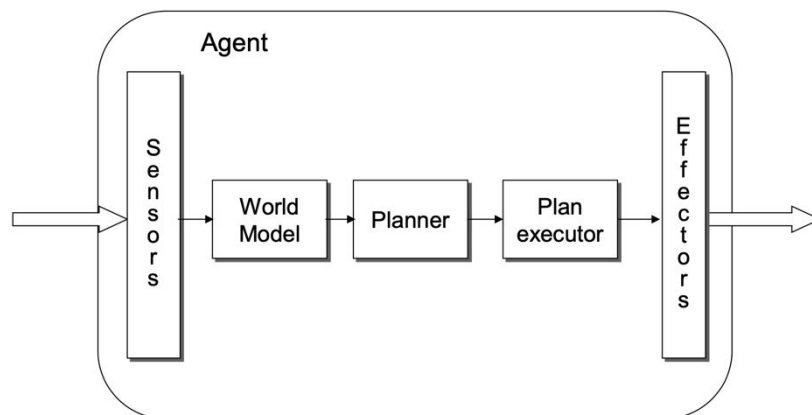 Agent
Sensors
World
Model
Planner
Plan
executor
Effectors